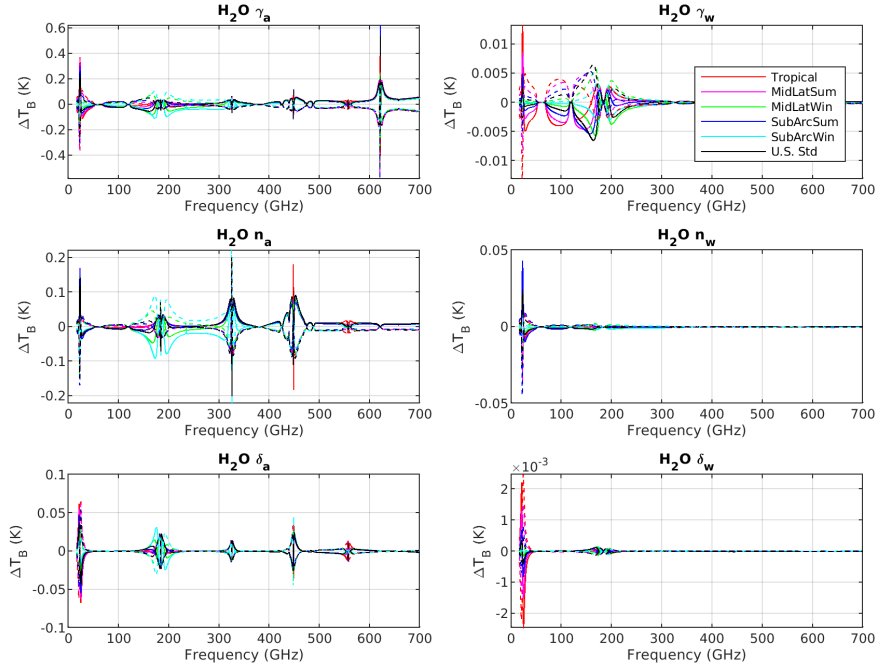 H2O γa
0.6
0.4
0.2
0
-0.2
-0.4
ΔTB (K)
0 100 200 300 400 500 600 700
Frequency (GHz)
H2O γw
0.01
0.005
0
-0.005
-0.01
ΔTB (K)
Tropical
MidLatSum
MidLatWin
SubArcSum
SubArcWin
U.S. Std
0 100 200 300 400 500 600 700
Frequency (GHz)
H2O na
0.2
0.1
0
-0.1
-0.2
ΔTB (K)
0 100 200 300 400 500 600 700
Frequency (GHz)
H2O nw
0.05
0
-0.05
ΔTB (K)
0 100 200 300 400 500 600 700
Frequency (GHz)
H2O δa
0.1
0.05
0
-0.05
-0.1
ΔTB (K)
0 100 200 300 400 500 600 700
Frequency (GHz)
H2O δw
×10-3
2
1
0
-1
-2
ΔTB (K)
0 100 200 300 400 500 600 700
Frequency (GHz)